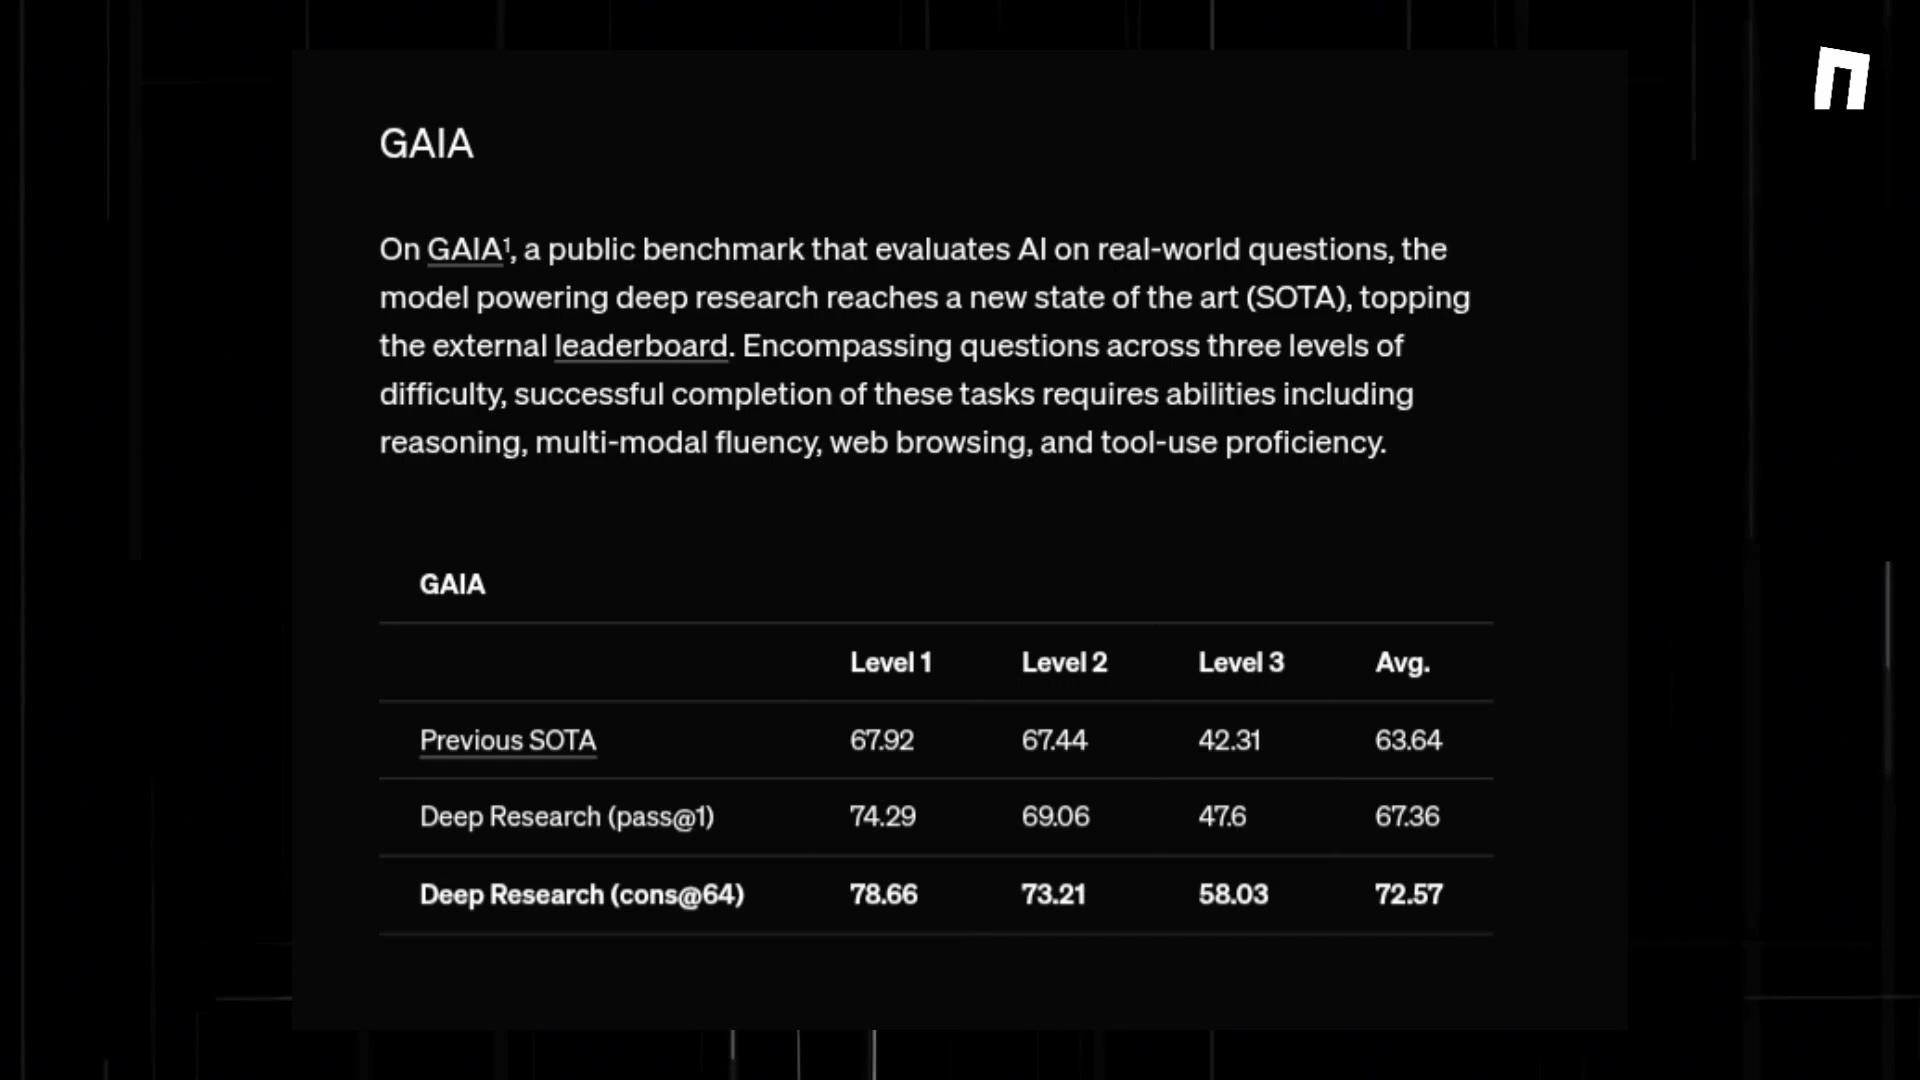 GAIA
On GAIA¹, a public benchmark that evaluates AI on real-world questions, the
model powering deep research reaches a new state of the art (SOTA), topping
the external leaderboard. Encompassing questions across three levels of
difficulty, successful completion of these tasks requires abilities including
reasoning, multi-modal fluency, web browsing, and tool-use proficiency.
GAIA
Level 1 Level 2 Level 3 Avg.
Previous SOTA 67.92 67.44 42.31 63.64
Deep Research (pass@1) 74.29 69.06 47.6 67.36
Deep Research (cons@64) 78.66 73.21 58.03 72.57